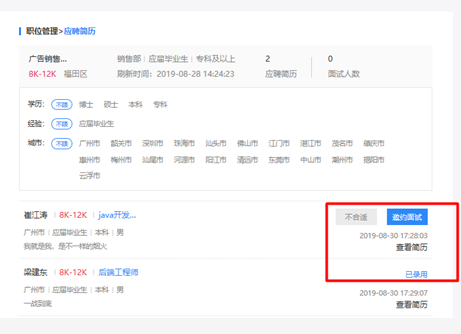 职位管理>应聘简历
广告销售... 销售部 | 应届毕业生 | 专科及以上 2 0
8K-12K 福田区 刷新时间：2019-08-28 14:24:23 应聘简历 面试人数
学历： 不限 博士 硕士 本科 专科
经验： 不限 应届毕业生
城市： 不限 广州市 韶关市 深圳市 珠海市 汕头市 佛山市 江门市 湛江市 茂名市 肇庆市
惠州市 梅州市 汕尾市 河源市 阳江市 清远市 东莞市 中山市 潮州市 揭阳市
云浮市
崔江涛 | 8K-12K | java开发... 不合适 邀约面试
广州市 | 应届毕业生 | 本科 | 男 2019-08-30 17:28:03
我就是我，是不一样的烟火 查看简历
梁建东 | 8K-12K | 后端工程师 已录用
广州市 | 应届毕业生 | 本科 | 男 2019-08-30 17:29:07
一战到底 查看简历